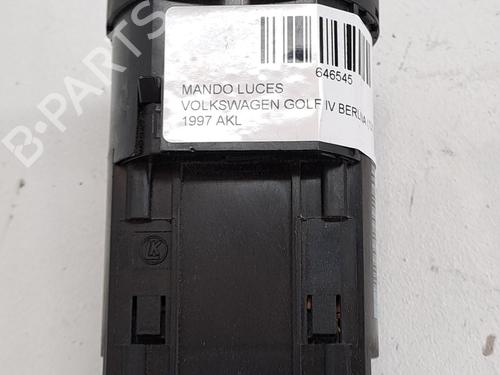 646545
MANDO LUCES
VOLKSWAGEN GOLF IV BERLINA
1997 AKL
B-PARTS
K